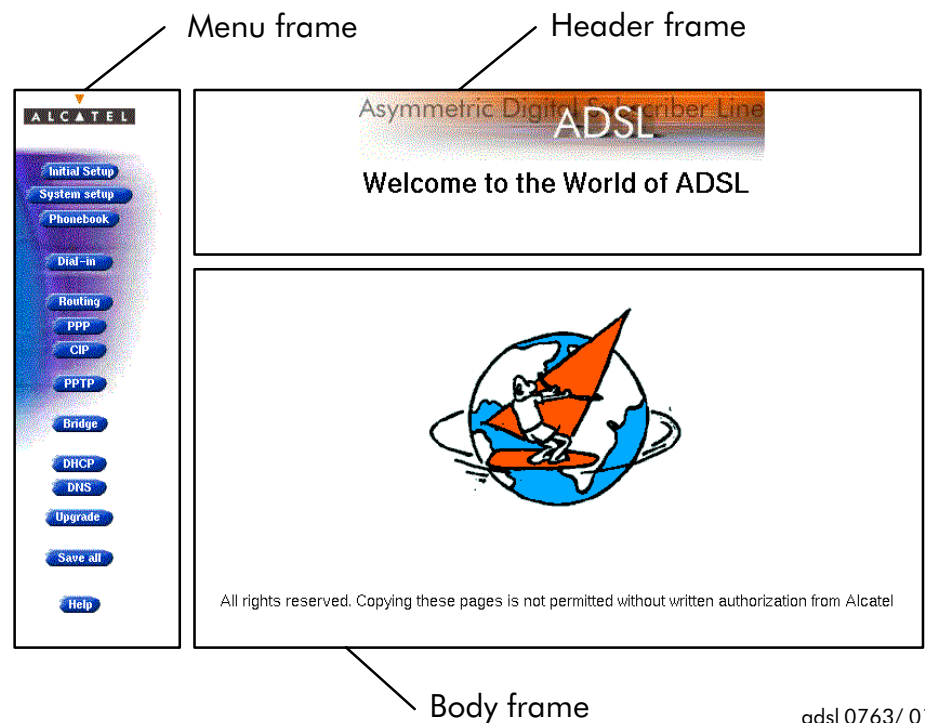 Menu frame
Header frame
ALCATEL
Initial Setup
System setup
Phonebook
Dial-in
Routing
PPP
CIP
PPTP
Bridge
DHCP
DNS
Upgrade
Save all
Help
Asymmetric Digital Subscriber Line
ADSL
Welcome to the World of ADSL
All rights reserved. Copying these pages is not permitted without written authorization from Alcatel
Body frame
adsl 0763/